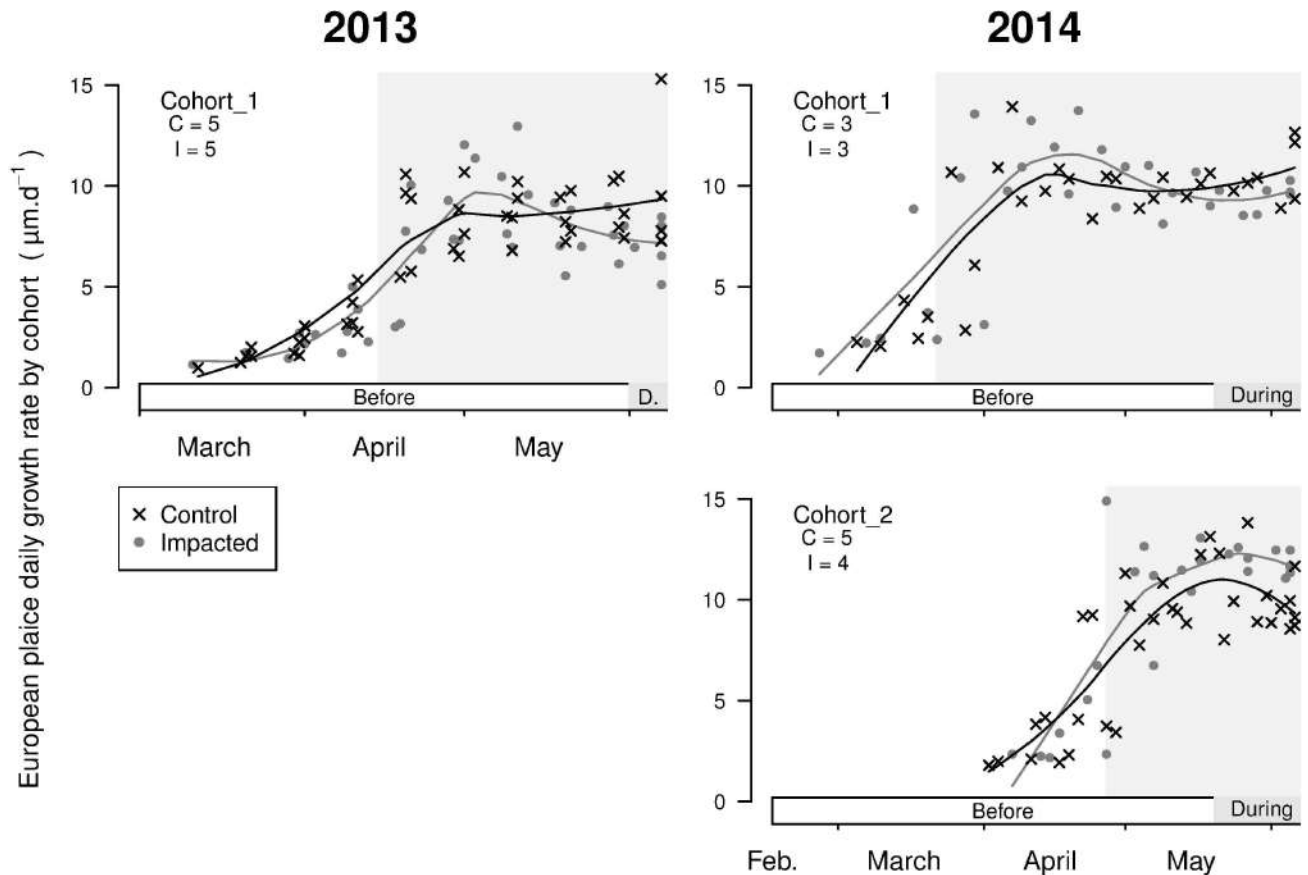 2013
2014
European plaice daily growth rate by cohort ( µm.d⁻¹ )
15
10
5
0
Cohort_1
C = 5
I = 5
Before
D.
March
April
May
× Control
● Impacted
15
10
5
0
Cohort_1
C = 3
I = 3
Before
During
15
10
5
0
Cohort_2
C = 5
I = 4
Before
During
Feb.
March
April
May